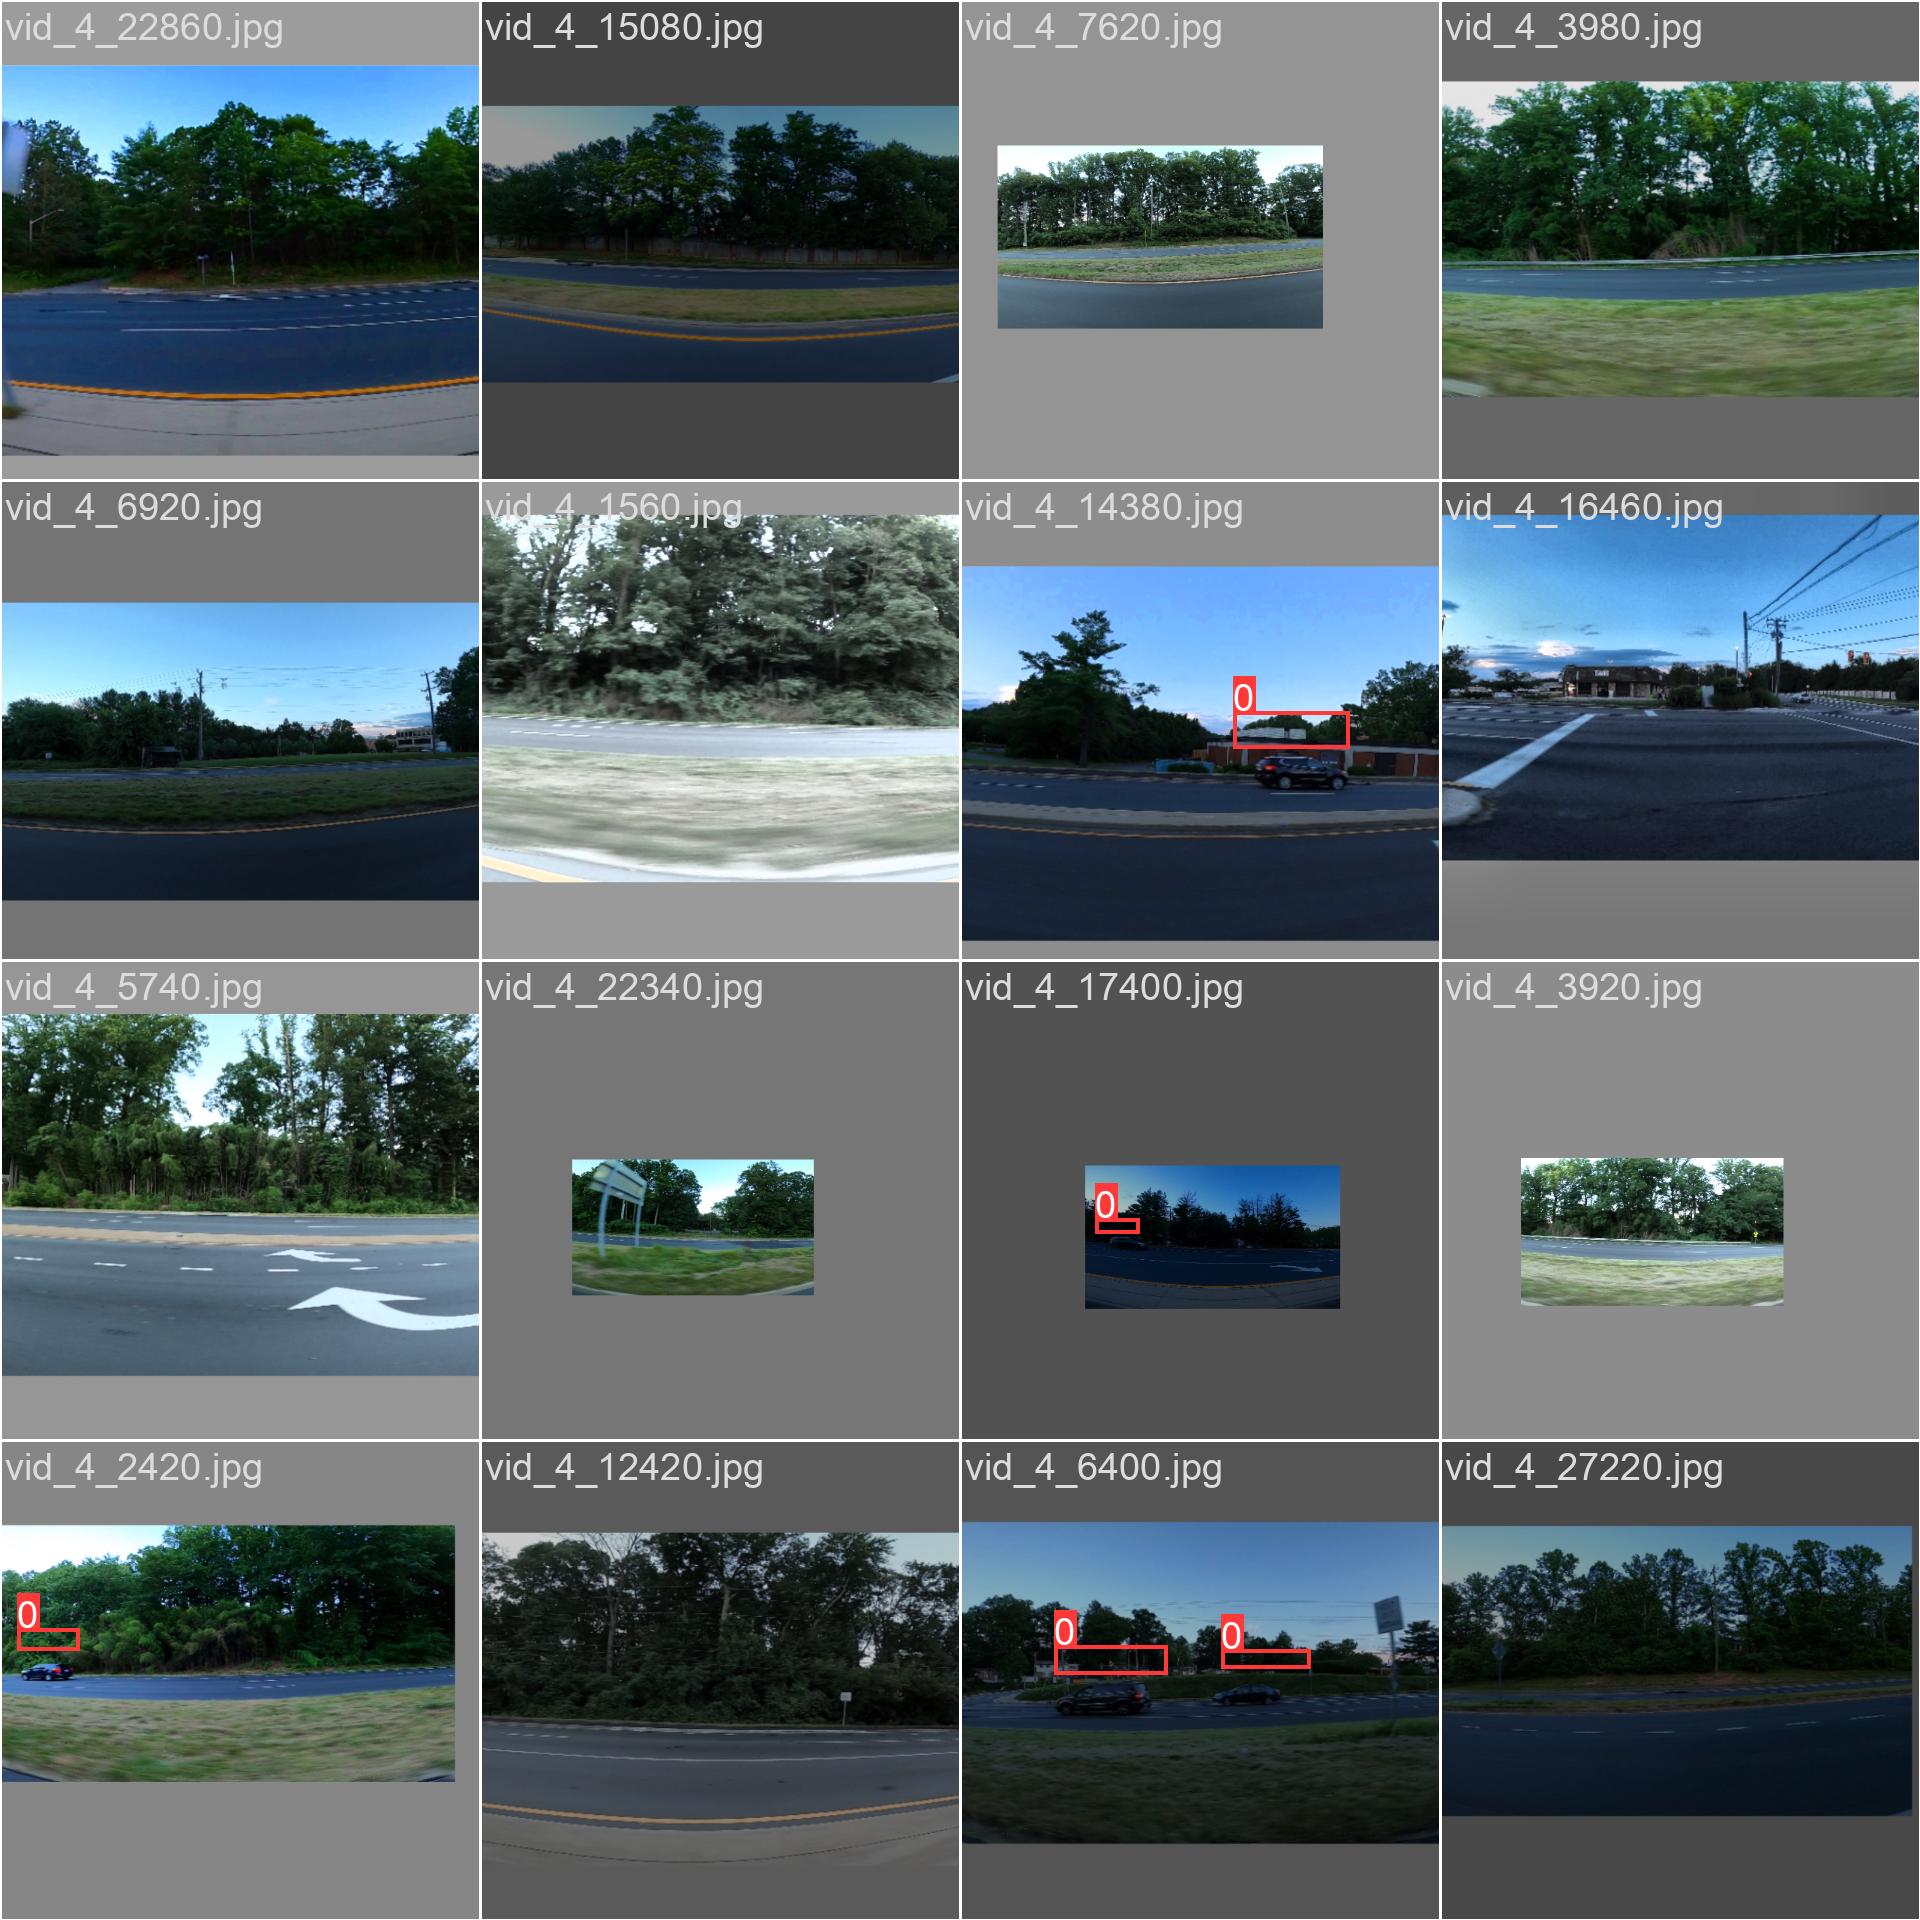 vid_4_22860.jpg
vid_4_15080.jpg
vid_4_7620.jpg
vid_4_3980.jpg
vid_4_6920.jpg
vid_4_1560.jpg
vid_4_14380.jpg
vid_4_16460.jpg
0
vid_4_5740.jpg
vid_4_22340.jpg
vid_4_17400.jpg
vid_4_3920.jpg
0
vid_4_2420.jpg
vid_4_12420.jpg
vid_4_6400.jpg
vid_4_27220.jpg
0
0
0